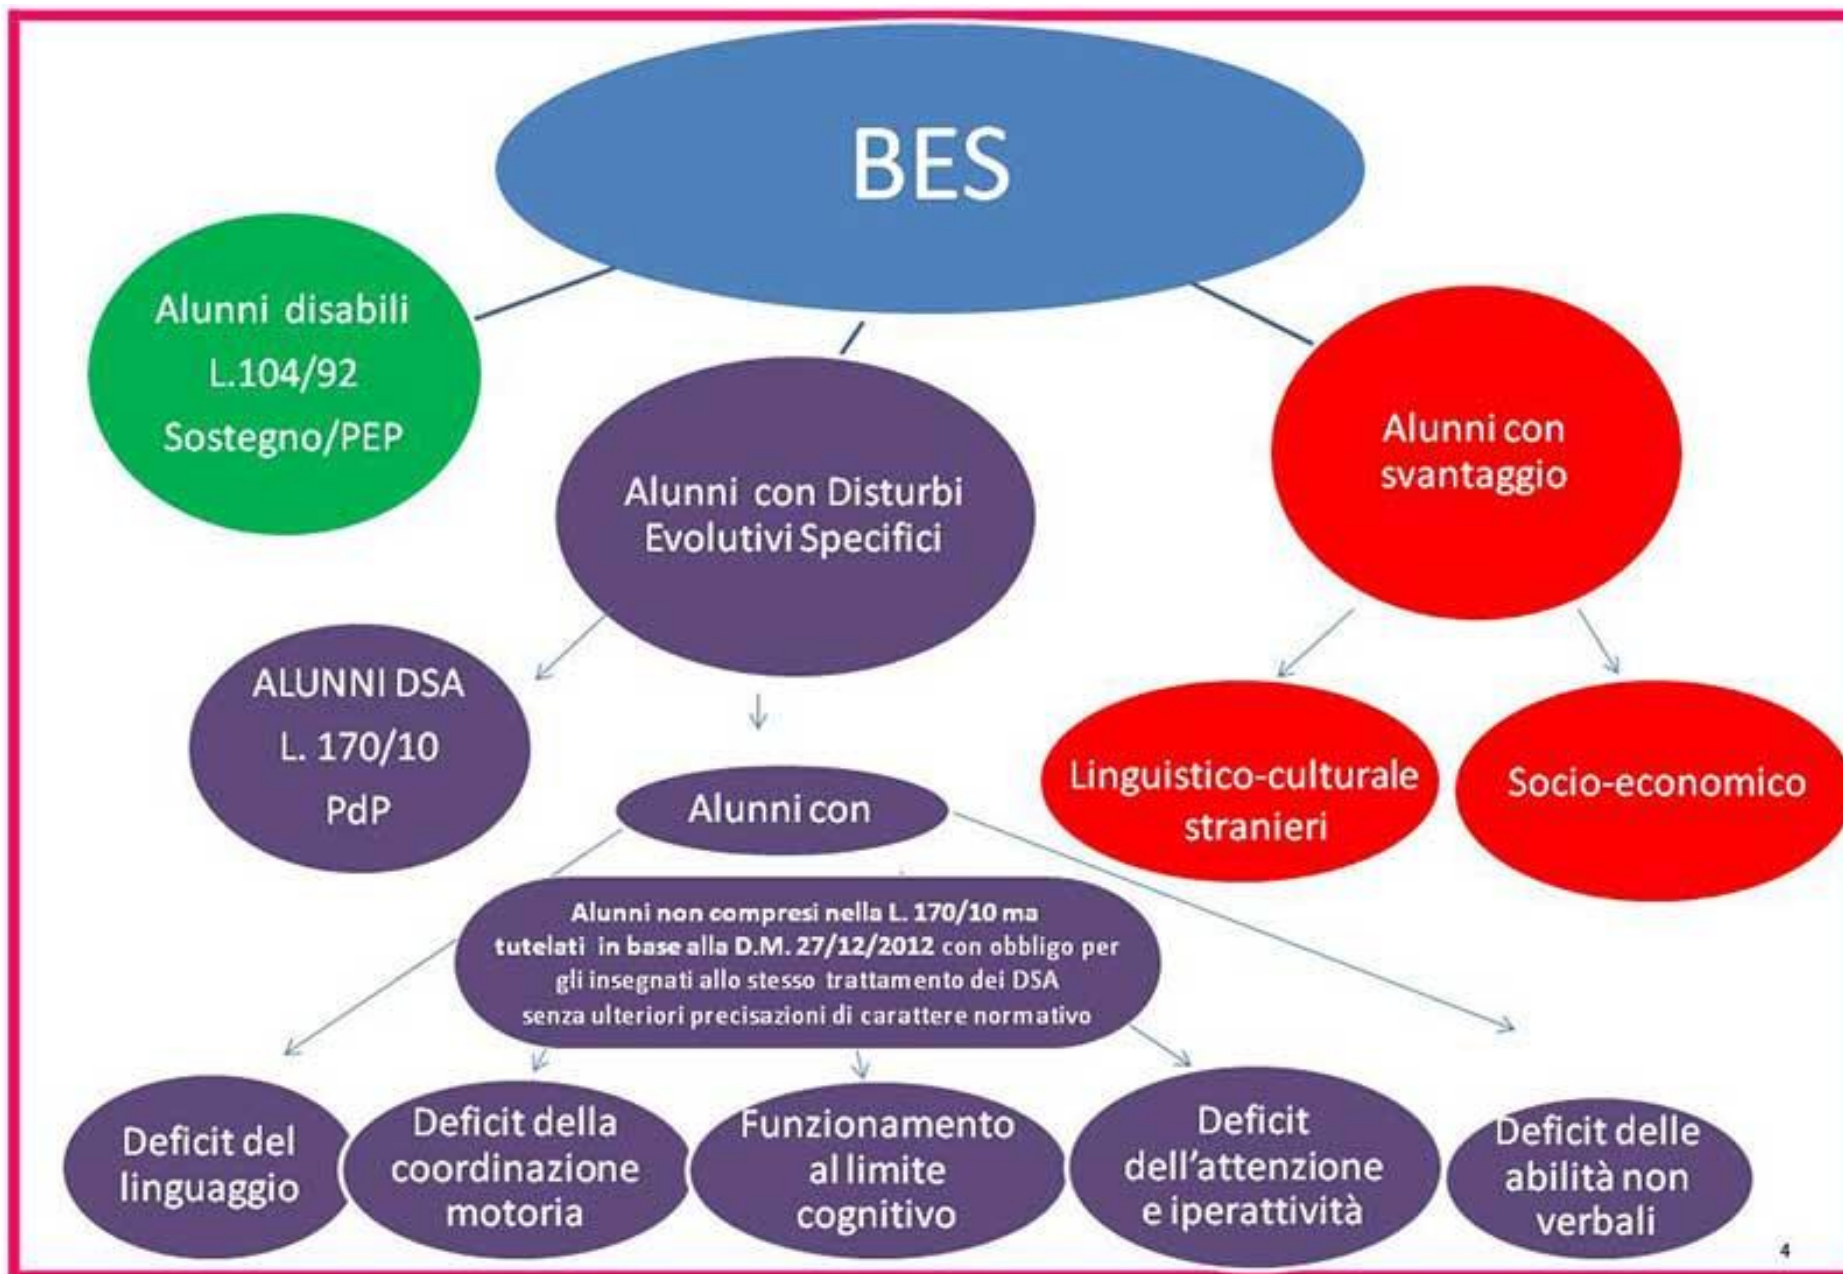 BES
Alunni disabili
L.104/92
Sostegno/PEP
Alunni con Disturbi
Evolutivi Specifici
Alunni con
svantaggio
ALUNNI DSA
L. 170/10
PdP
Alunni con
Linguistico-culturale
stranieri
Socio-economico
Alunni non compresi nella L. 170/10 ma
tutelati in base alla D.M. 27/12/2012 con obbligo per
gli insegnati allo stesso trattamento dei DSA
senza ulteriori precisazioni di carattere normativo
Deficit del
linguaggio
Deficit della
coordinazione
motoria
Funzionamento
al limite
cognitivo
Deficit
dell'attenzione
e iperattività
Deficit delle
abilità non
verbali
4